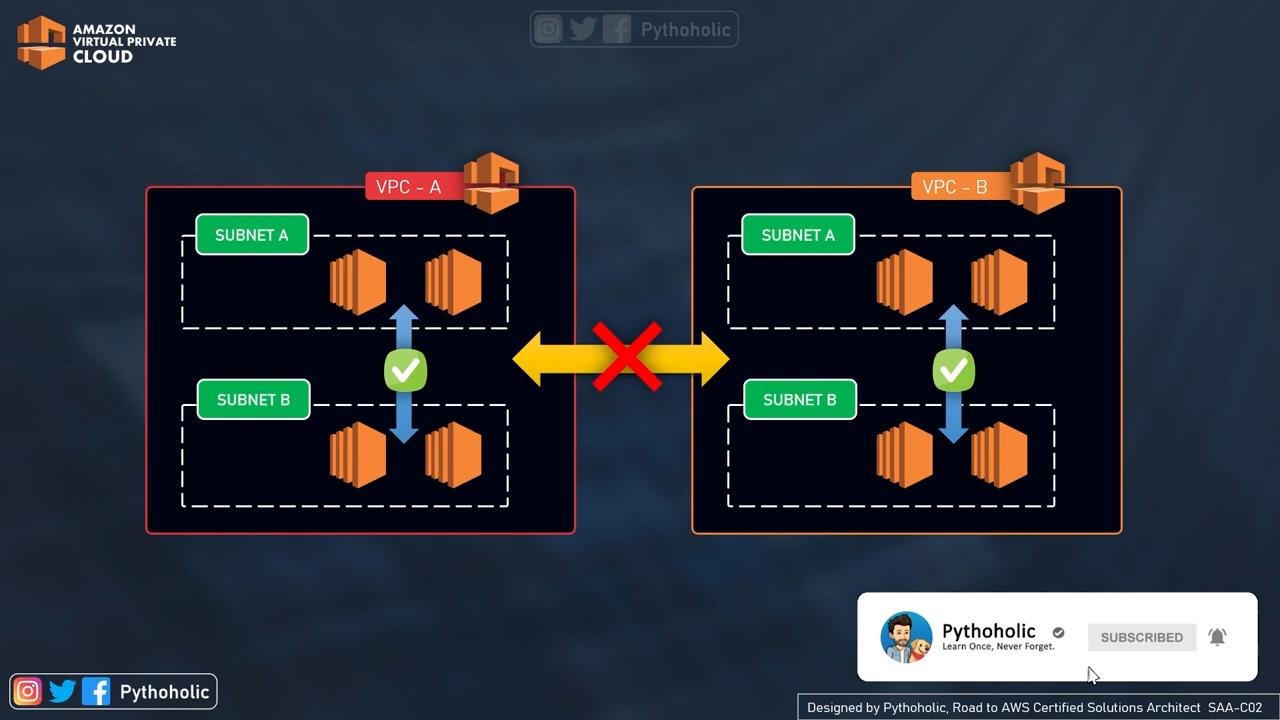 AMAZON
VIRTUAL PRIVATE
CLOUD
Pythoholic
VPC - A
VPC - B
SUBNET A
SUBNET A
SUBNET B
SUBNET B
Pythoholic
Learn Once, Never Forget.
SUBSCRIBED
Pythoholic
Designed by Pythoholic, Road to AWS Certified Solutions Architect SAA-C02